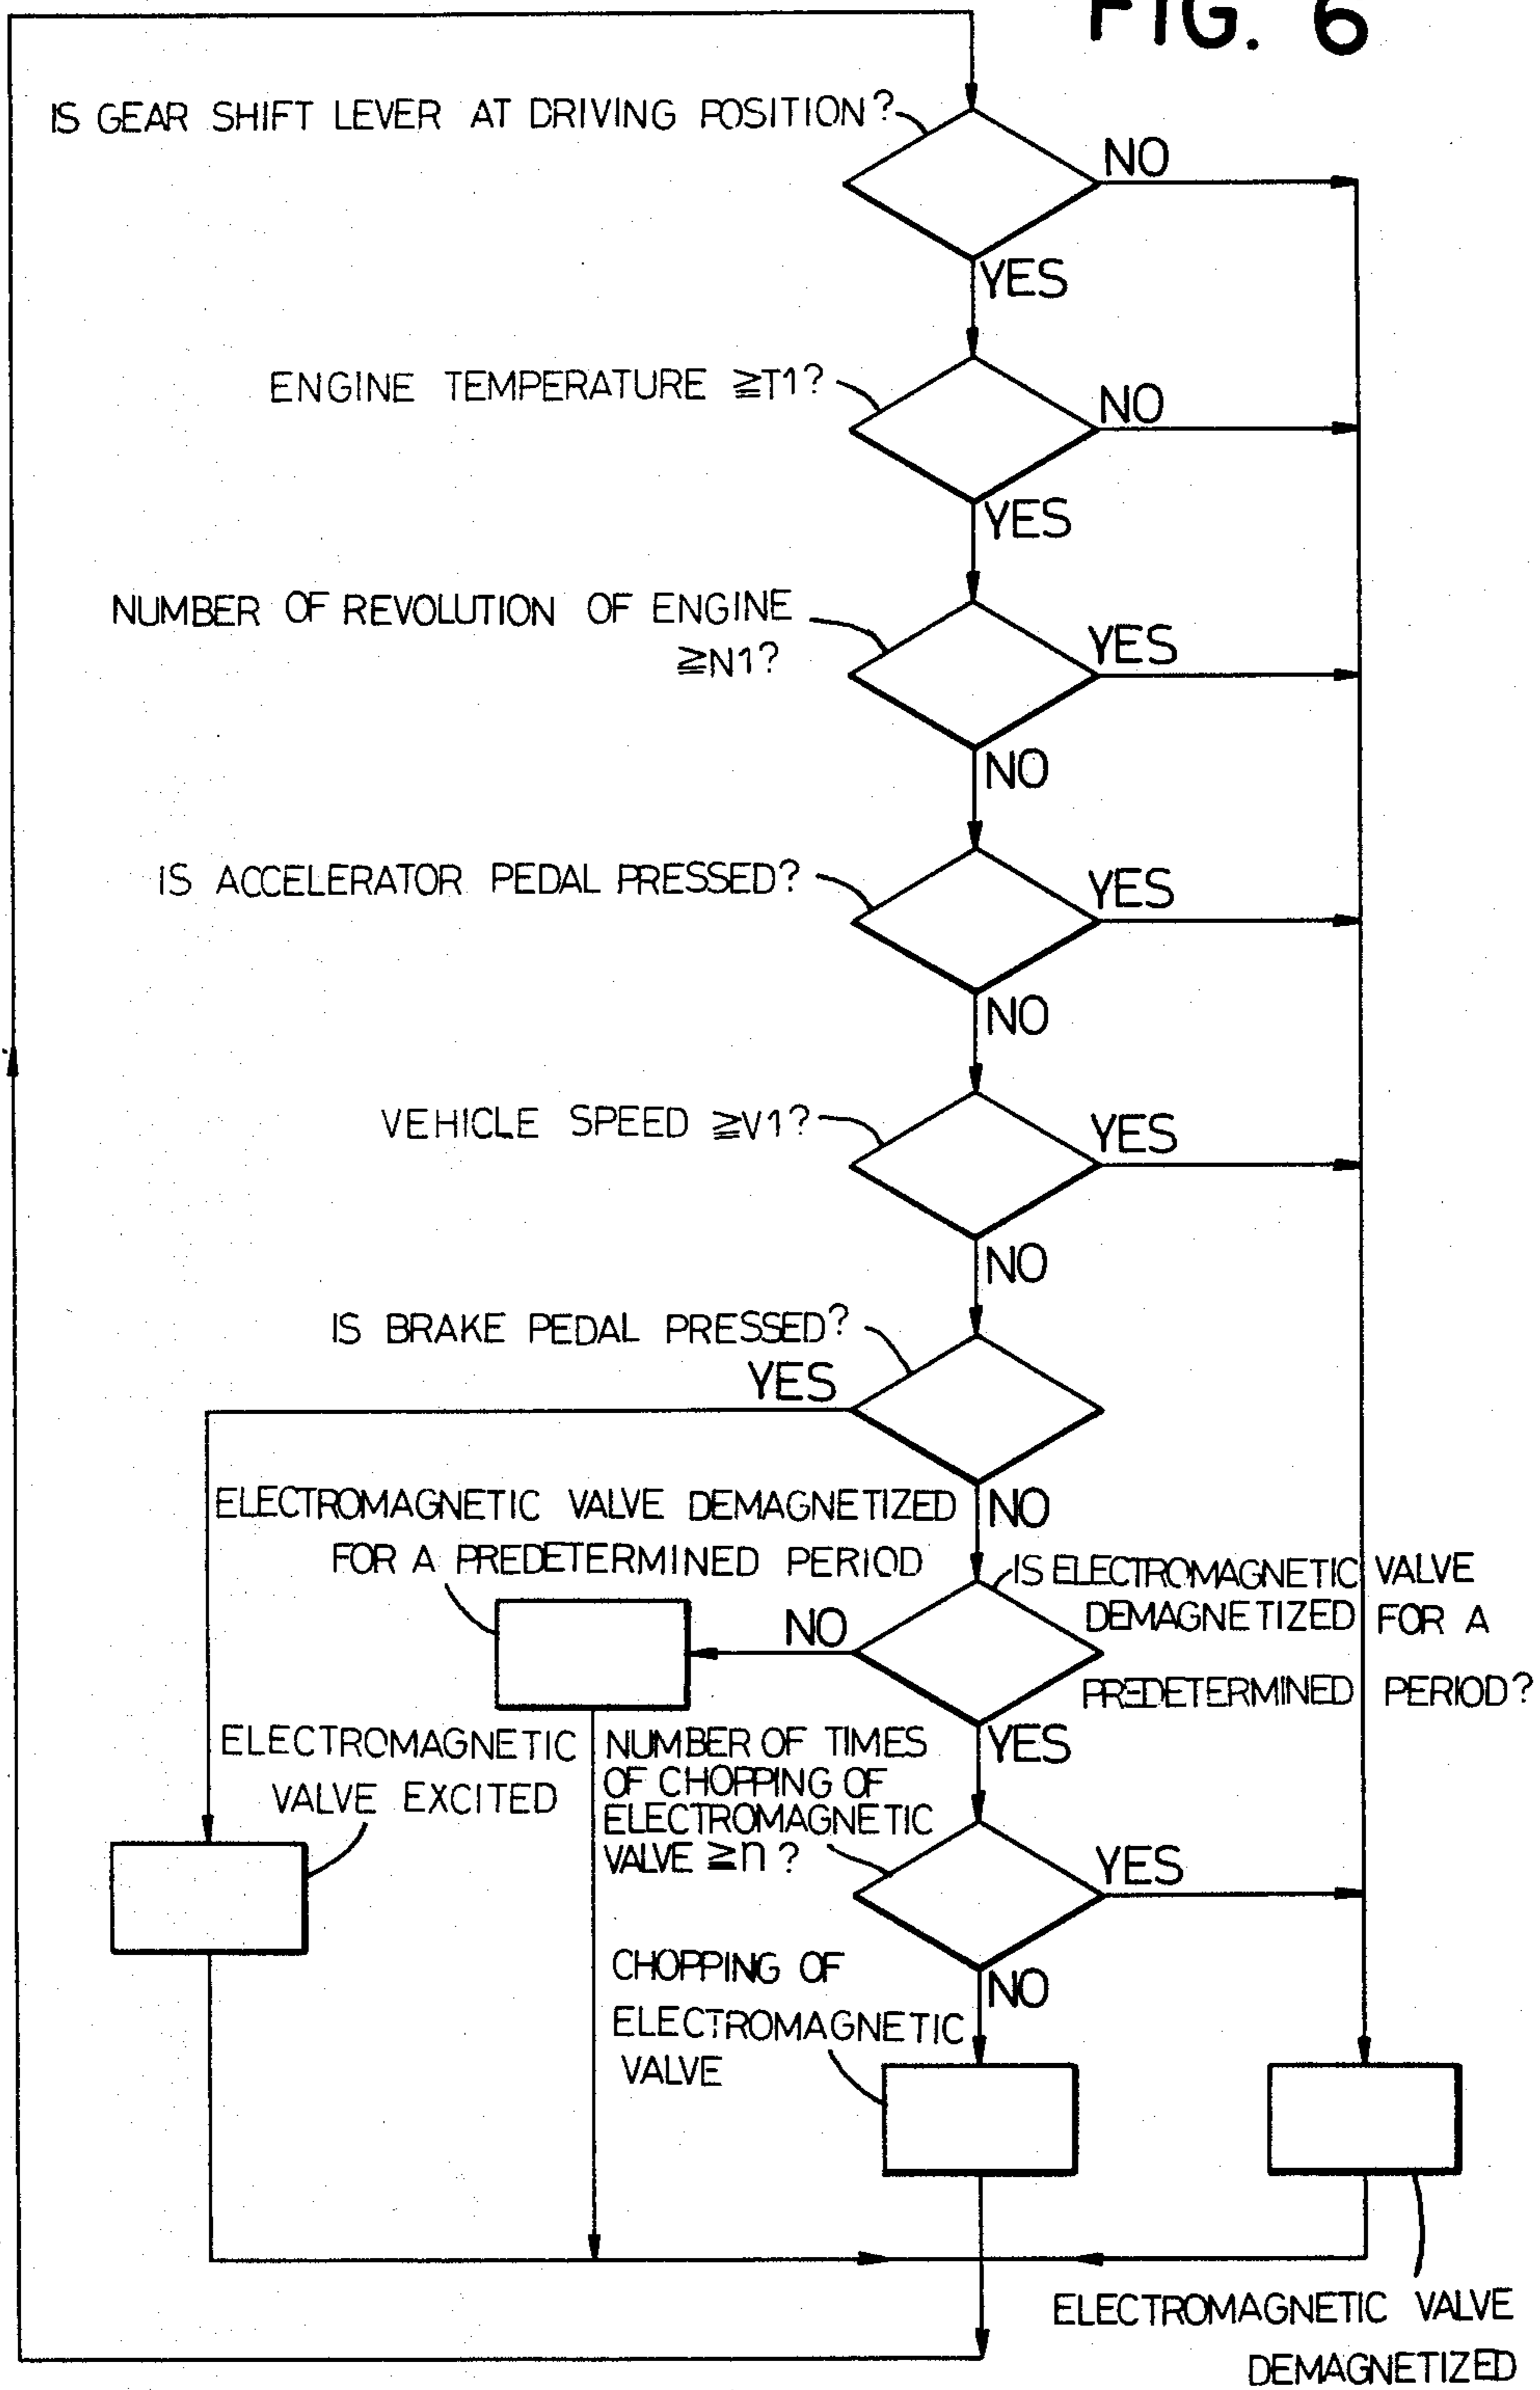 FIG. 6
IS GEAR SHIFT LEVER AT DRIVING POSITION?
NO
YES
ENGINE TEMPERATURE ≧T1?
NO
YES
NUMBER OF REVOLUTION OF ENGINE
≧N1?
YES
NO
IS ACCELERATOR PEDAL PRESSED?
YES
NO
VEHICLE SPEED ≧V1?
YES
NO
IS BRAKE PEDAL PRESSED?
YES
NO
ELECTROMAGNETIC VALVE DEMAGNETIZED
FOR A PREDETERMINED PERIOD
IS ELECTROMAGNETIC VALVE
DEMAGNETIZED FOR A
PREDETERMINED PERIOD?
NO
YES
ELECTROMAGNETIC
VALVE EXCITED
NUMBER OF TIMES
OF CHOPPING OF
ELECTROMAGNETIC
VALVE ≧n?
YES
NO
CHOPPING OF
ELECTROMAGNETIC
VALVE
ELECTROMAGNETIC VALVE
DEMAGNETIZED